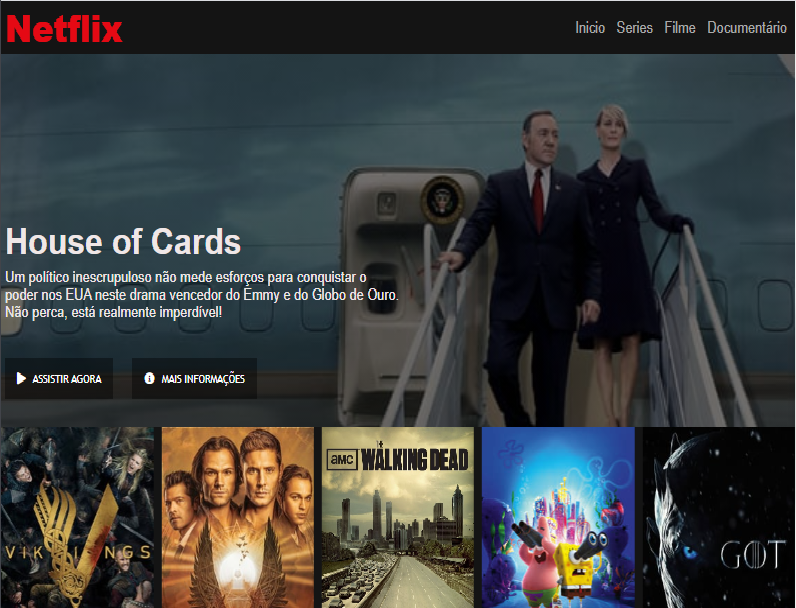 Netflix
Inicio Series Filme Documentário
House of Cards
Um político inescrupuloso não mede esforços para conquistar o
poder nos EUA neste drama vencedor do Emmy e do Globo de Ouro.
Não perca, está realmente imperdível!
ASSISTIR AGORA
MAIS INFORMAÇÕES
VIKINGS
aMC THE WALKING DEAD
GOT